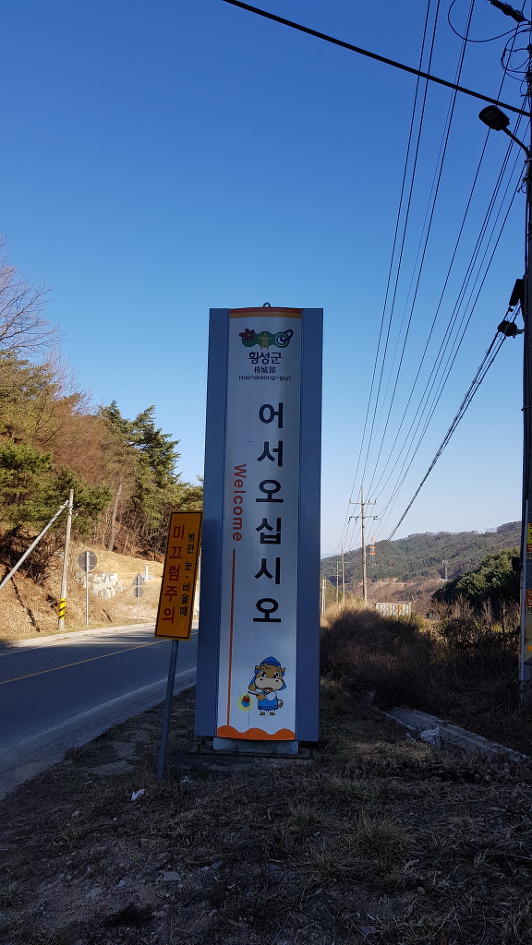 횡성군
橫城郡
Hoengseong-gun
어서오십시오
Welcome
미끄럼주의
빙판·눈·비올때